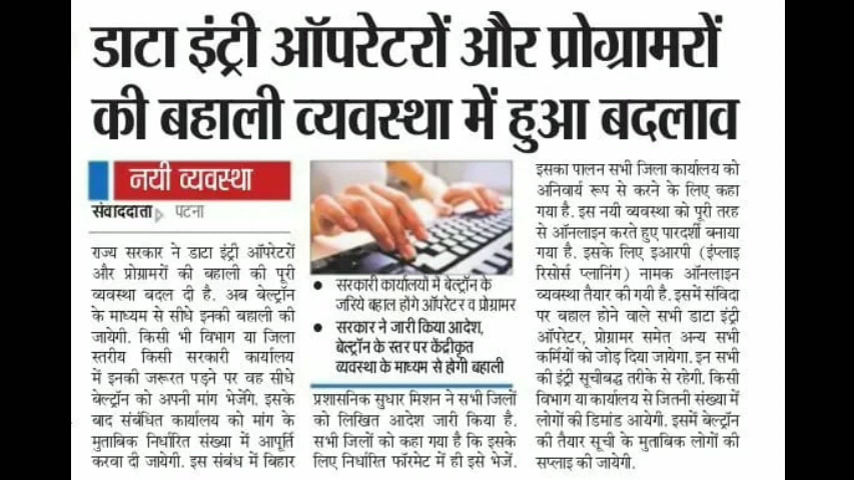 डाटा इंट्री ऑपरेटरों और प्रोग्रामरों
की बहाली व्यवस्था में हुआ बदलाव
नयी व्यवस्था
संवाददाता पटना
राज्य सरकार ने डाटा इंट्री ऑपरेटरों
और प्रोग्रामरों की बहाली की पूरी
व्यवस्था बदल दी है. अब बेल्ट्रॉन
के माध्यम से सीधे इनकी बहाली की
जायेगी. किसी भी विभाग या जिला
स्तरीय किसी सरकारी कार्यालय
में इनकी जरूरत पड़ने पर वह सीधे
बेल्ट्रॉन को अपनी मांग भेजेंगे. इसके
बाद संबंधित कार्यालय को मांग के
मुताबिक निर्धारित संख्या में आपूर्ति
करवा दी जायेगी. इस संबंध में बिहार
● सरकारी कार्यालयों में बेल्ट्रॉन के
जरिये बहाल होंगे ऑपरेटर व प्रोग्रामर
● सरकार ने जारी किया आदेश,
बेल्ट्रॉन के स्तर पर केंद्रीकृत
व्यवस्था के माध्यम से होगी बहाली
प्रशासनिक सुधार मिशन ने सभी जिलों
को लिखित आदेश जारी किया है.
सभी जिलों को कहा गया है कि इसके
लिए निर्धारित फॉरमेट में ही इसे भेजें.
इसका पालन सभी जिला कार्यालय को
अनिवार्य रूप से करने के लिए कहा
गया है. इस नयी व्यवस्था को पूरी तरह
से ऑनलाइन करते हुए पारदर्शी बनाया
गया है. इसके लिए इआरपी (इंप्लाइ
रिसोर्स प्लानिंग) नामक ऑनलाइन
व्यवस्था तैयार की गयी है. इसमें संविदा
पर बहाल होने वाले सभी डाटा इंट्री
ऑपरेटर, प्रोग्रामर समेत अन्य सभी
कर्मियों को जोड़ दिया जायेगा. इन सभी
की इंट्री सूचीबद्ध तरीके से रहेगी. किसी
विभाग या कार्यालय से जितनी संख्या में
लोगों की डिमांड आयेगी. इसमें बेल्ट्रॉन
की तैयार सूची के मुताबिक लोगों की
सप्लाइ की जायेगी.